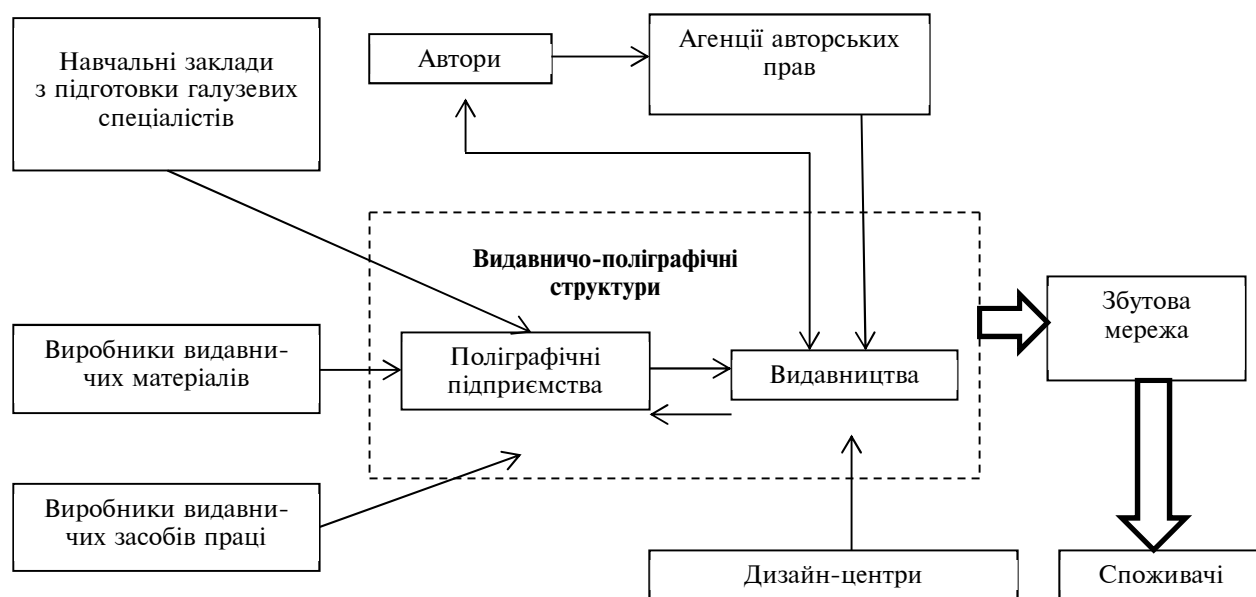 Навчальні заклади
з підготовки галузевих
спеціалістів
Автори
Агенції авторських
прав
Видавничо-поліграфічні
структури
Збутова
мережа
Виробники видавни-
чих матеріалів
Поліграфічні
підприємства
Видавництва
Виробники видавни-
чих засобів праці
Дизайн-центри
Споживачі